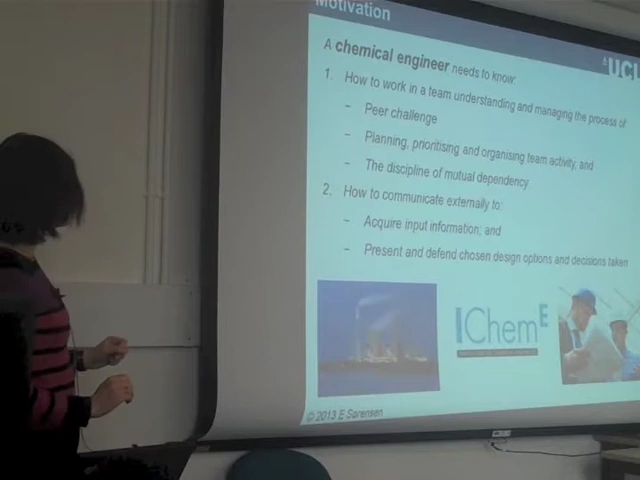 Motivation
UCL
A chemical engineer needs to know:
1. How to work in a team understanding and managing the process of
− Peer challenge
− Planning, prioritising and organising team activity, and
− The discipline of mutual dependency
2. How to communicate externally to:
− Acquire input information; and
− Present and defend chosen design options and decisions taken
IChemE
© 2013 E Sørensen